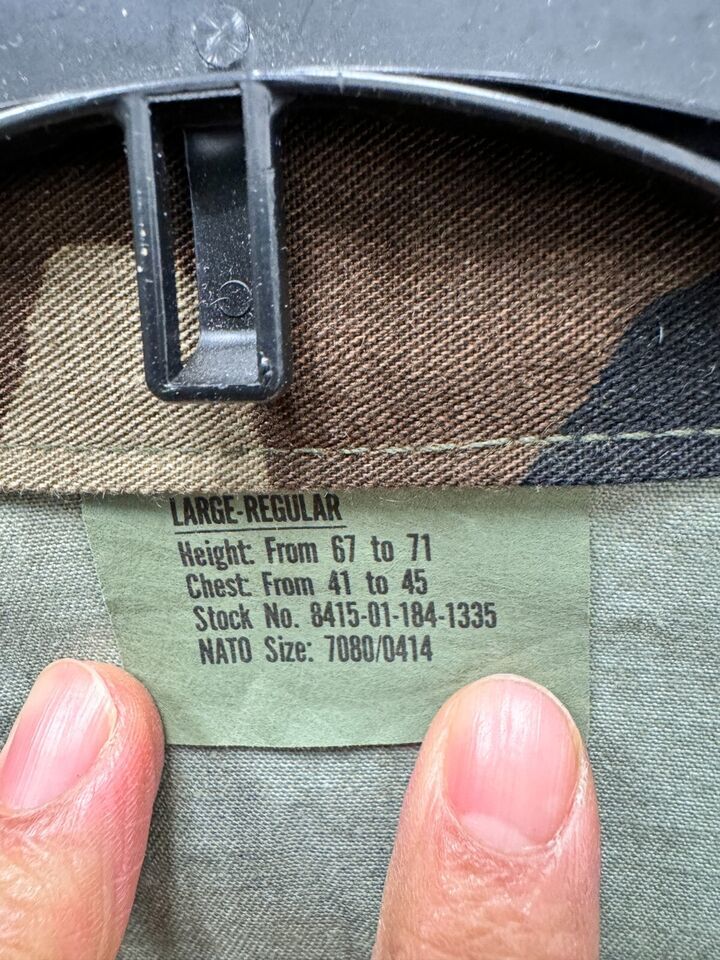 LARGE-REGULAR
Height: From 67 to 71
Chest: From 41 to 45
Stock No. 8415-01-184-1335
NATO Size: 7080/0414